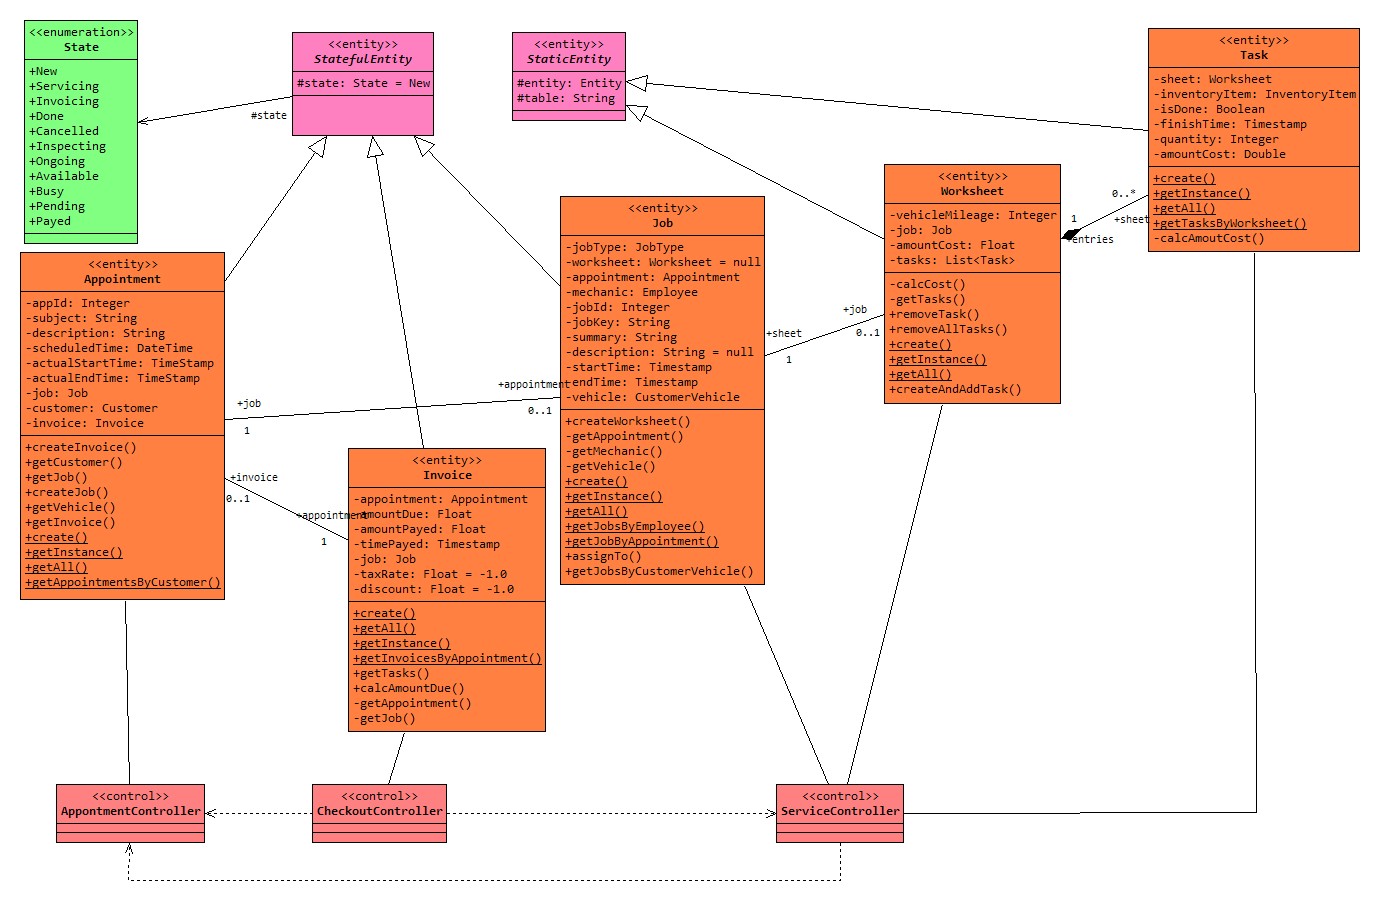 <<enumeration>>
State
+New
+Servicing
+Invoicing
+Done
+Cancelled
+Inspecting
+Ongoing
+Available
+Busy
+Pending
+Payed
<<entity>>
StatefulEntity
#state: State = New
#state
<<entity>>
StaticEntity
#entity: Entity
#table: String
<<entity>>
Task
-sheet: Worksheet
-inventoryItem: InventoryItem
-isDone: Boolean
-finishTime: Timestamp
-quantity: Integer
-amountCost: Double
+create()
+getInstance()
+getAll()
+getTasksByWorksheet()
-calcAmoutCost()
0..*
+sheet
1
+entries
<<entity>>
Worksheet
-vehicleMileage: Integer
-job: Job
-amountCost: Float
-tasks: List<Task>
-calcCost()
-getTasks()
+removeTask()
+removeAllTasks()
+create()
+getInstance()
+getAll()
+createAndAddTask()
+job
0..1
+sheet
1
<<entity>>
Job
-jobType: JobType
-worksheet: Worksheet = null
-appointment: Appointment
-mechanic: Employee
-jobId: Integer
-jobKey: String
-summary: String
-description: String = null
-startTime: Timestamp
-endTime: Timestamp
-vehicle: CustomerVehicle
+createWorksheet()
-getAppointment()
-getMechanic()
-getVehicle()
+create()
+getInstance()
+getAll()
+getJobsByEmployee()
+getJobByAppointment()
+assignTo()
+getJobsByCustomerVehicle()
+appointment
0..1
+job
1
<<entity>>
Appointment
-appId: Integer
-subject: String
-description: String
-scheduledTime: DateTime
-actualStartTime: TimeStamp
-actualEndTime: TimeStamp
-job: Job
-customer: Customer
-invoice: Invoice
+createInvoice()
+getCustomer()
+getJob()
+createJob()
+getVehicle()
+getInvoice()
+create()
+getInstance()
+getAll()
+getAppointmentsByCustomer()
+invoice
0..1
+appointment
1
<<entity>>
Invoice
-appointment: Appointment
-amountDue: Float
-amountPayed: Float
-timePayed: Timestamp
-job: Job
-taxRate: Float = -1.0
-discount: Float = -1.0
+create()
+getAll()
+getInstance()
+getInvoicesByAppointment()
+getTasks()
+calcAmountDue()
-getAppointment()
-getJob()
<<control>>
AppontmentController
<<control>>
CheckoutController
<<control>>
ServiceController